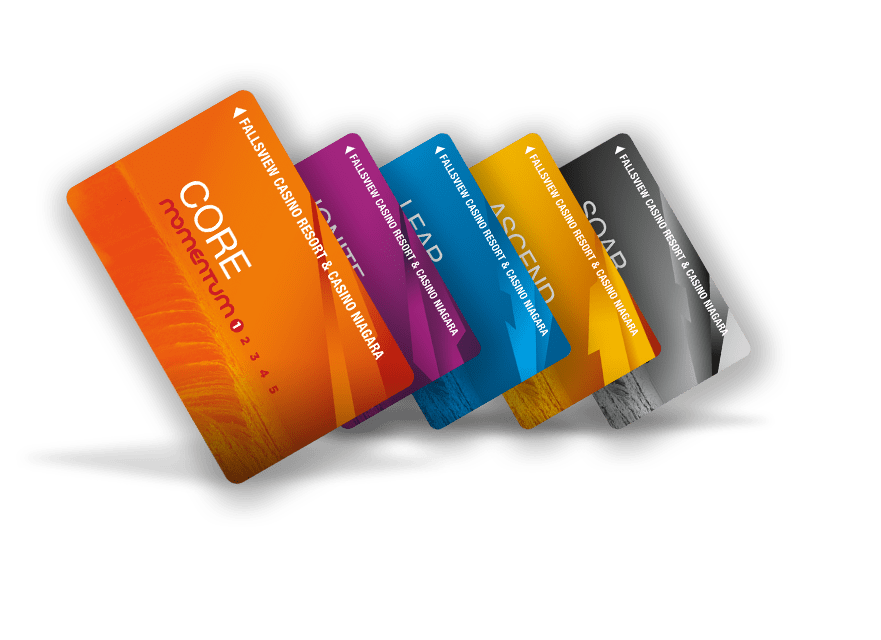 CORE
momentum 1 2 3 4 5
FALLSVIEW CASINO RESORT & CASINO NIAGARA
IGNITE
FALLSVIEW CASINO RESORT & CASINO NIAGARA
LEAP
FALLSVIEW CASINO RESORT & CASINO NIAGARA
ASCEND
FALLSVIEW CASINO RESORT & CASINO NIAGARA
SOAR
FALLSVIEW CASINO RESORT & CASINO NIAGARA